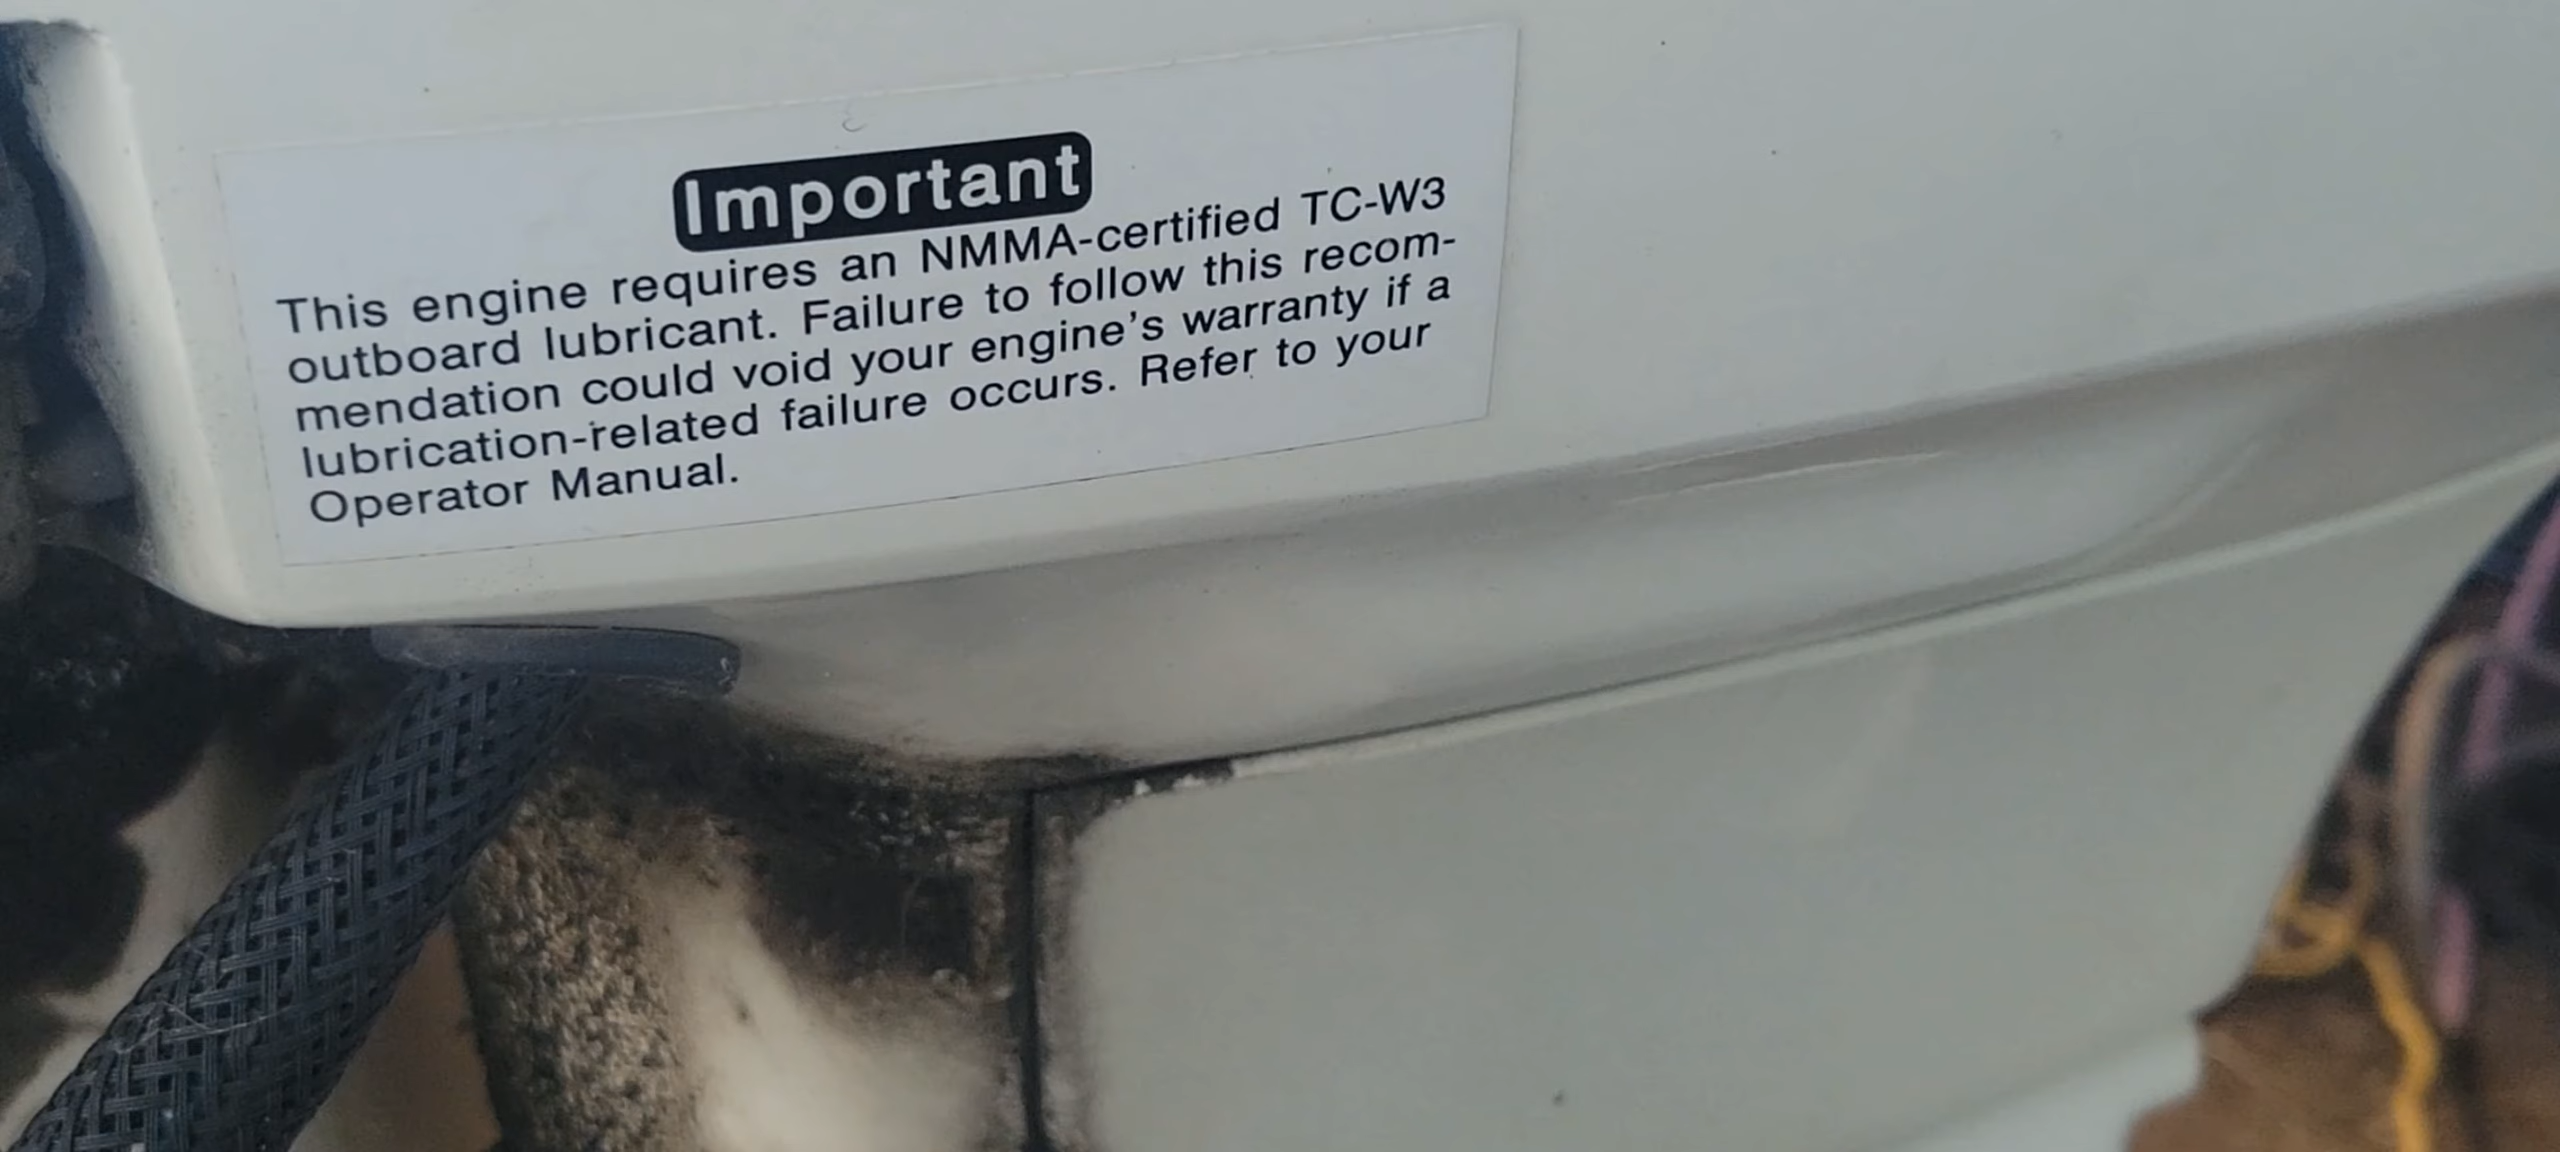 Important
This engine requires an NMMA-certified TC-W3
outboard lubricant. Failure to follow this recom-
mendation could void your engine's warranty if a
lubrication-related failure occurs. Refer to your
Operator Manual.